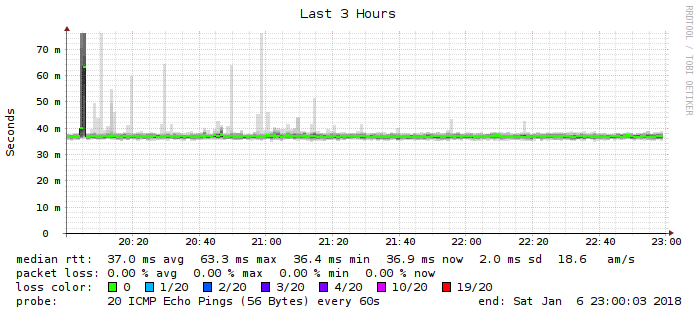 Last 3 Hours
RRDTOOL / TOBI OETIKER
Seconds
70 m
60 m
50 m
40 m
30 m
20 m
10 m
0
20:20 20:40 21:00 21:20 21:40 22:00 22:20 22:40 23:00
median rtt: 37.0 ms avg 63.3 ms max 36.4 ms min 36.9 ms now 2.0 ms sd 18.6 am/s
packet loss: 0.00 % avg 0.00 % max 0.00 % min 0.00 % now
loss color: 0 1/20 2/20 3/20 4/20 10/20 19/20
probe: 20 ICMP Echo Pings (56 Bytes) every 60s end: Sat Jan 6 23:00:03 2018